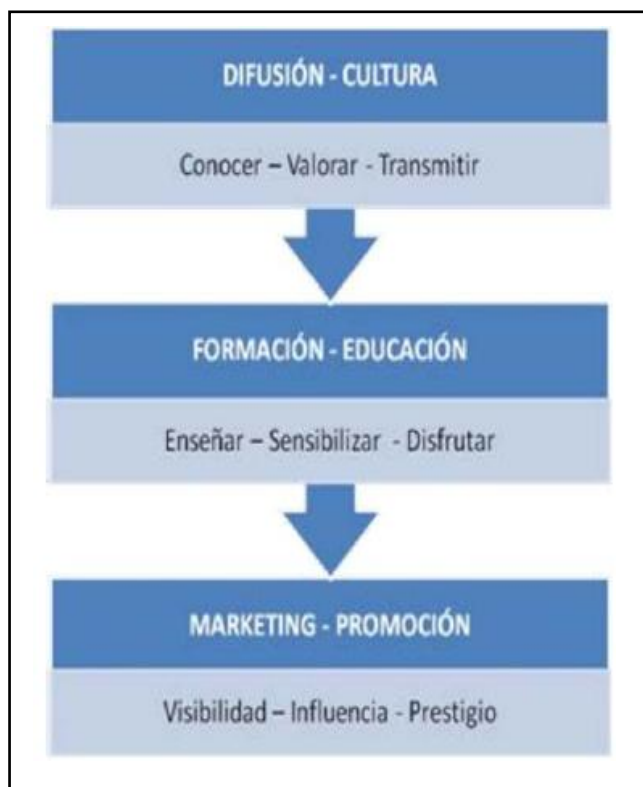 DIFUSIÓN - CULTURA
Conocer – Valorar - Transmitir
FORMACIÓN - EDUCACIÓN
Enseñar – Sensibilizar - Disfrutar
MARKETING - PROMOCIÓN
Visibilidad – Influencia - Prestigio